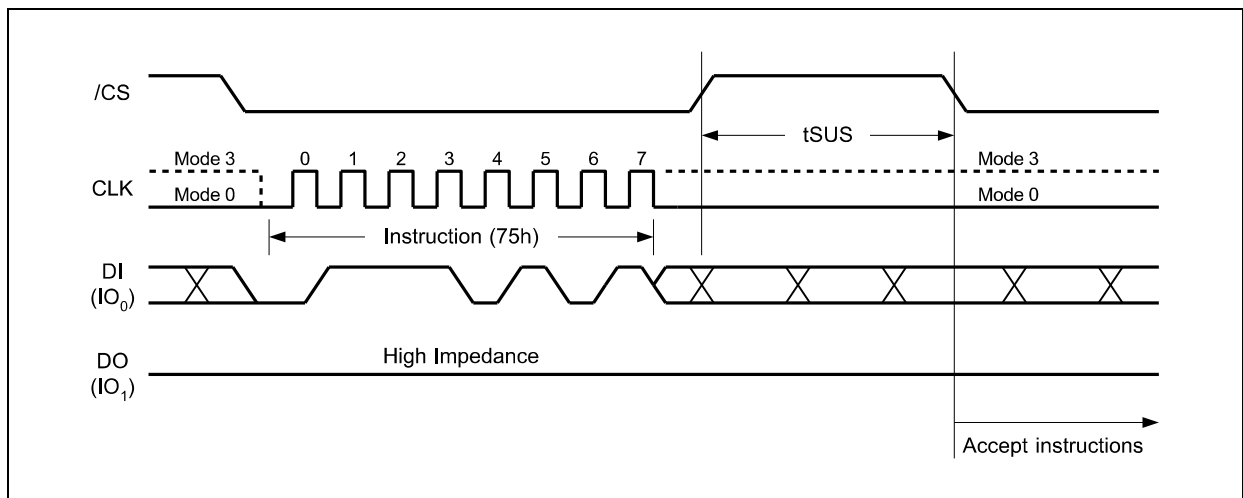 /CS
tSUS
Mode 3
0 1 2 3 4 5 6 7
Mode 3
CLK
Mode 0
Mode 0
Instruction (75h)
DI
(IO0)
DO
(IO1)
High Impedance
Accept instructions